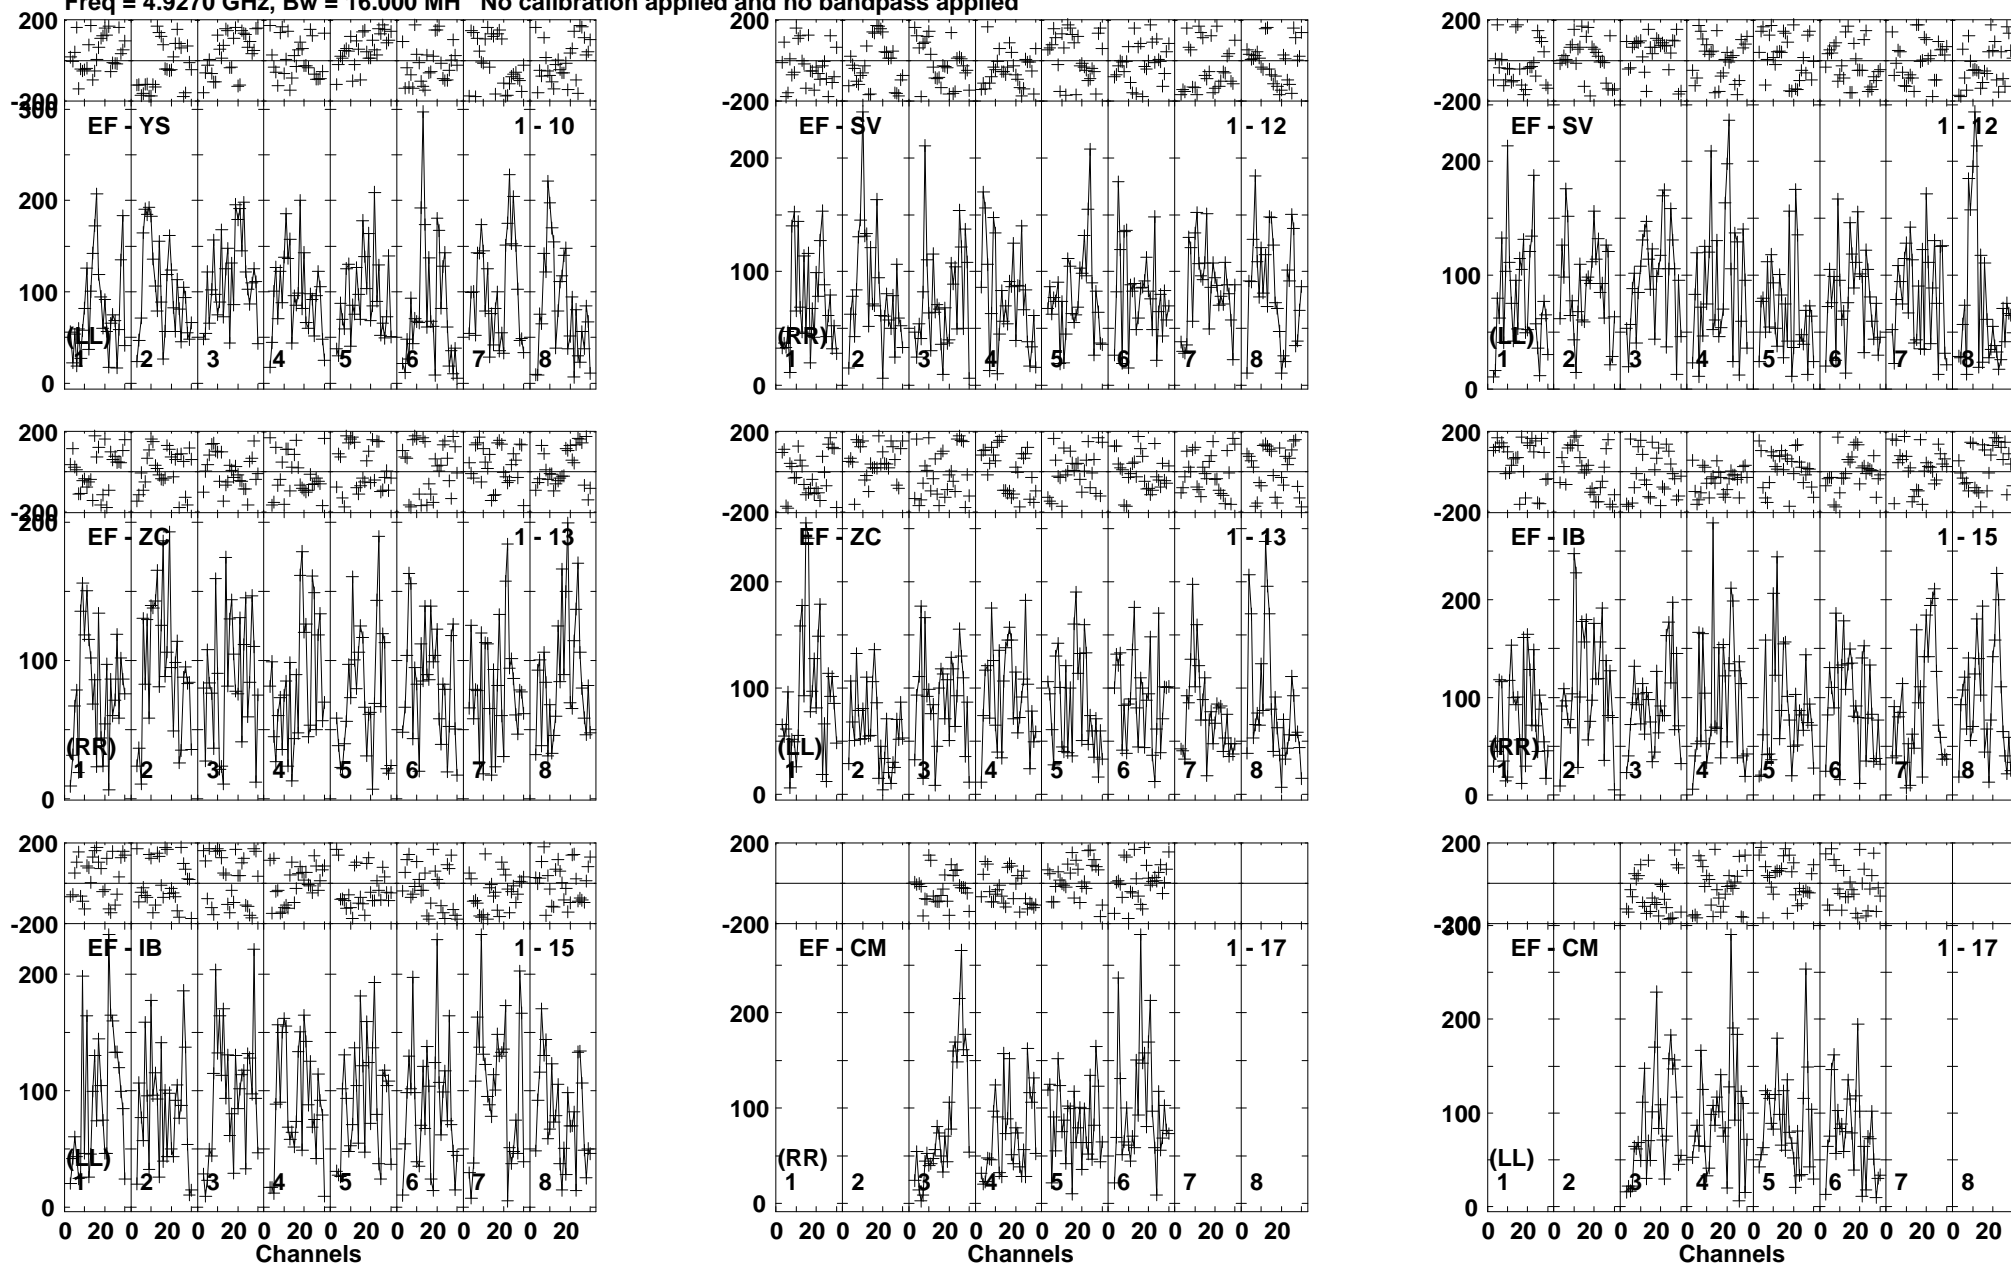 Freq = 4.9270 GHz, Bw = 16.000 MH No calibration applied and no bandpass applied
200 200 200
-200 -200 -200
300
EF - YS 1 - 10 EF - SV 1 - 12 EF - SV 1 - 12
200 200 200
100 100 100
(LL) (RR) (LL)
1 2 3 4 5 6 7 8 1 2 3 4 5 6 7 8 1 2 3 4 5 6 7 8
0 0 0
200 200 200
-200 -200 -200
200
EF - ZC 1 - 13 EF - ZC 1 - 13 EF - IB 1 - 15
200 200
100 100 100
(RR) (LL) (RR)
1 2 3 4 5 6 7 8 1 2 3 4 5 6 7 8 1 2 3 4 5 6 7 8
0 0 0
200 200 200
-200 -200 -200
300
EF - IB 1 - 15 EF - CM 1 - 17 EF - CM 1 - 17
200 200 200
100 100 100
(LL) (RR) (LL)
1 2 3 4 5 6 7 8 1 2 3 4 5 6 7 8 1 2 3 4 5 6 7 8
0 0 0
0 20 0 20 0 20 0 20 0 20 0 20 0 20 0 20 0 20 0 20 0 20 0 20 0 20 0 20 0 20 0 20 0 20 0 20 0 20 0 20 0 20 0 20 0 20 0 20
Channels Channels Channels